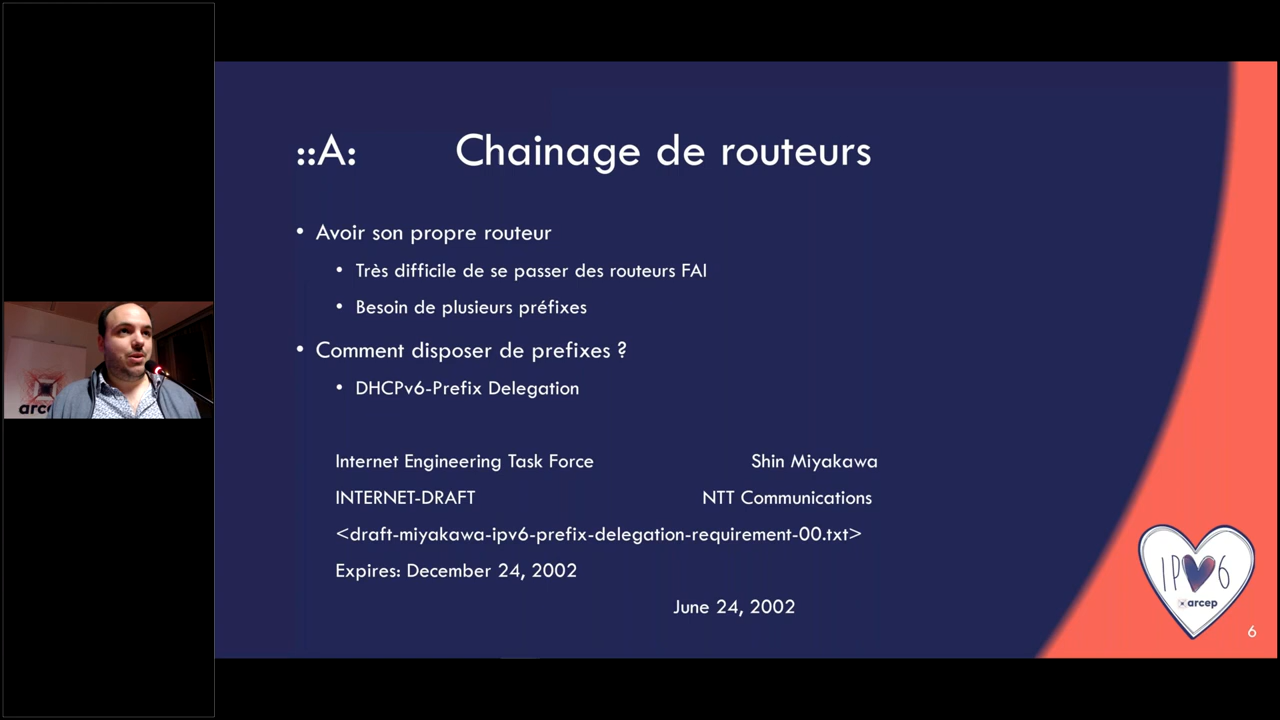 ::A: Chainage de routeurs
• Avoir son propre routeur
• Très difficile de se passer des routeurs FAI
• Besoin de plusieurs préfixes
• Comment disposer de prefixes ?
• DHCPv6-Prefix Delegation
Internet Engineering Task Force Shin Miyakawa
INTERNET-DRAFT NTT Communications
<draft-miyakawa-ipv6-prefix-delegation-requirement-00.txt>
Expires: December 24, 2002
June 24, 2002
IPv6
arcep
6